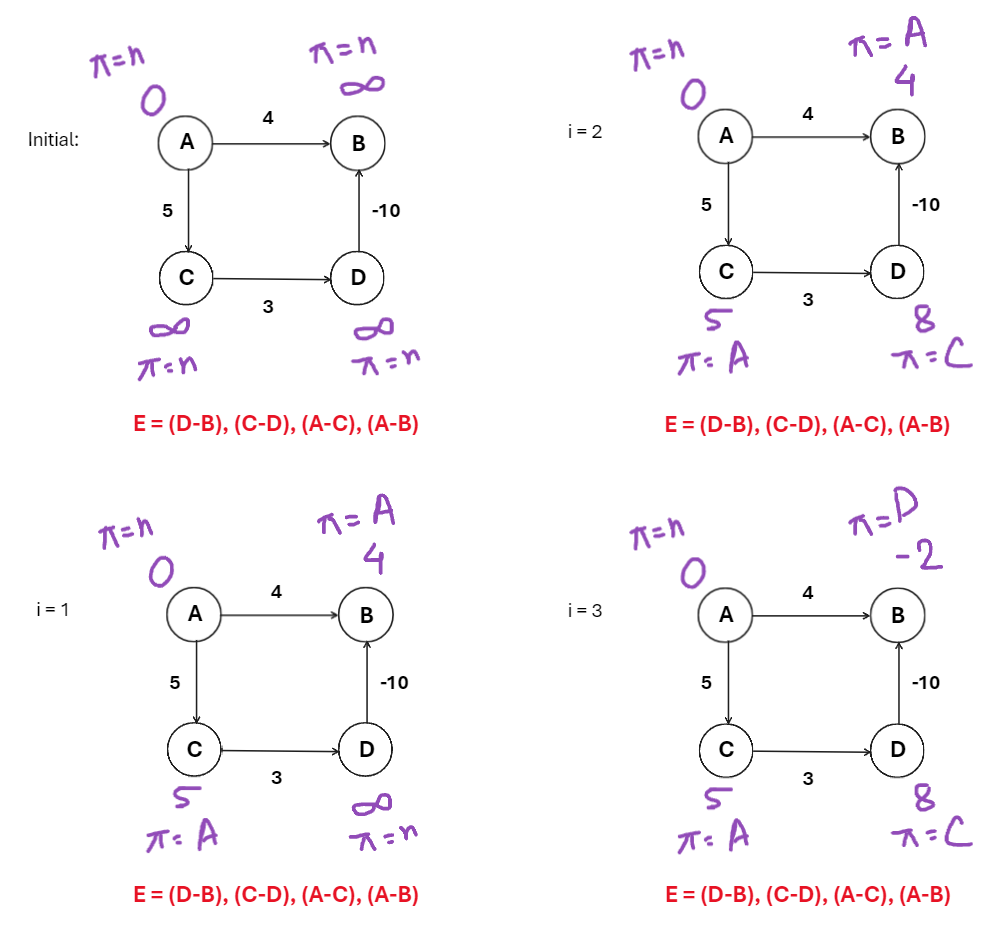 π=n
π=n
0
∞
Initial:
A
4
B
5
-10
C
D
3
∞
∞
π=n
π=n
E = (D-B), (C-D), (A-C), (A-B)
π=n
π=A
0
4
i = 2
A
4
B
5
-10
C
D
3
5
8
π=A
π=C
E = (D-B), (C-D), (A-C), (A-B)
π=n
π=A
0
4
i = 1
A
4
B
5
-10
C
D
3
5
∞
π=A
π=n
E = (D-B), (C-D), (A-C), (A-B)
π=n
π=D
0
-2
i = 3
A
4
B
5
-10
C
D
3
5
8
π=A
π=C
E = (D-B), (C-D), (A-C), (A-B)